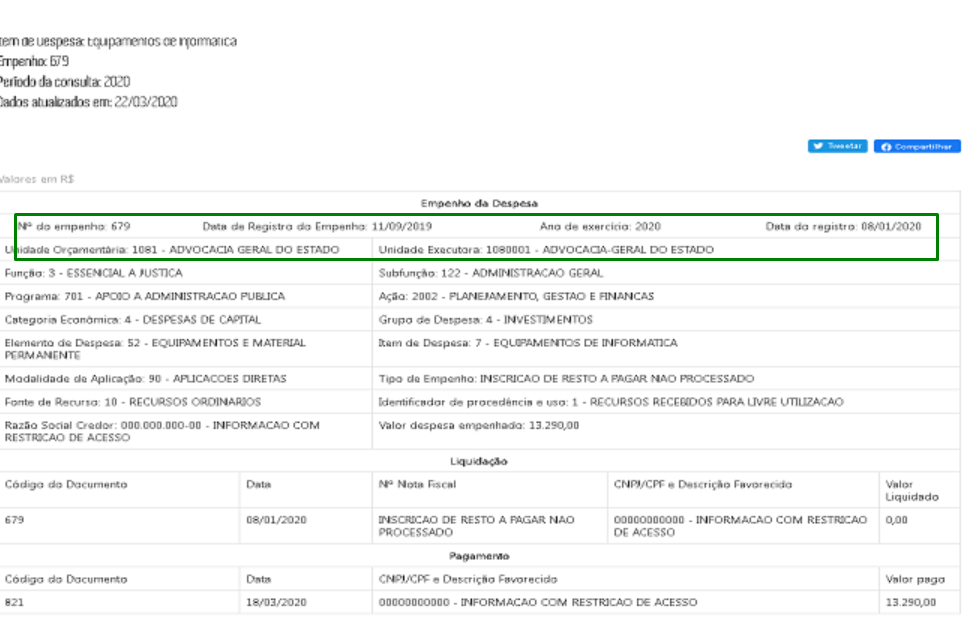 Item de Despesa: Equipamentos de Informatica
Empenho: 679
Período da consulta: 2020
Dados atualizados em: 22/03/2020
Tweetar Compartilhar
Valores em R$
Empenho da Despesa
Nº do empenho: 679 Data de Registro do Empenho: 11/09/2019 Ano de exercício: 2020 Data do registro: 08/01/2020
Unidade Orçamentária: 1081 - ADVOCACIA GERAL DO ESTADO Unidade Executora: 1080001 - ADVOCACIA-GERAL DO ESTADO
Função: 3 - ESSENCIAL A JUSTICA Subfunção: 122 - ADMINISTRACAO GERAL
Programa: 701 - APOIO A ADMINISTRACAO PUBLICA Ação: 2002 - PLANEJAMENTO, GESTAO E FINANCAS
Categoria Econômica: 4 - DESPESAS DE CAPITAL Grupo de Despesa: 4 - INVESTIMENTOS
Elemento de Despesa: 52 - EQUIPAMENTOS E MATERIAL Item de Despesa: 7 - EQUIPAMENTOS DE INFORMATICA
PERMANENTE
Modalidade de Aplicação: 90 - APLICACOES DIRETAS Tipo de Empenho: INSCRICAO DE RESTO A PAGAR NAO PROCESSADO
Fonte de Recurso: 10 - RECURSOS ORDINARIOS Identificador de procedência e uso: 1 - RECURSOS RECEBIDOS PARA LIVRE UTILIZACAO
Razão Social Credor: 000.000.000-00 - INFORMACAO COM Valor despesa empenhado: 13.290,00
RESTRICAO DE ACESSO
Liquidação
Código do Documento Data Nº Nota Fiscal CNPJ/CPF e Descrição Favorecido Valor
Liquidado
679 08/01/2020 INSCRICAO DE RESTO A PAGAR NAO 00000000000 - INFORMACAO COM RESTRICAO 0,00
PROCESSADO DE ACESSO
Pagamento
Código do Documento Data CNPJ/CPF e Descrição Favorecido Valor pago
821 18/03/2020 00000000000 - INFORMACAO COM RESTRICAO DE ACESSO 13.290,00